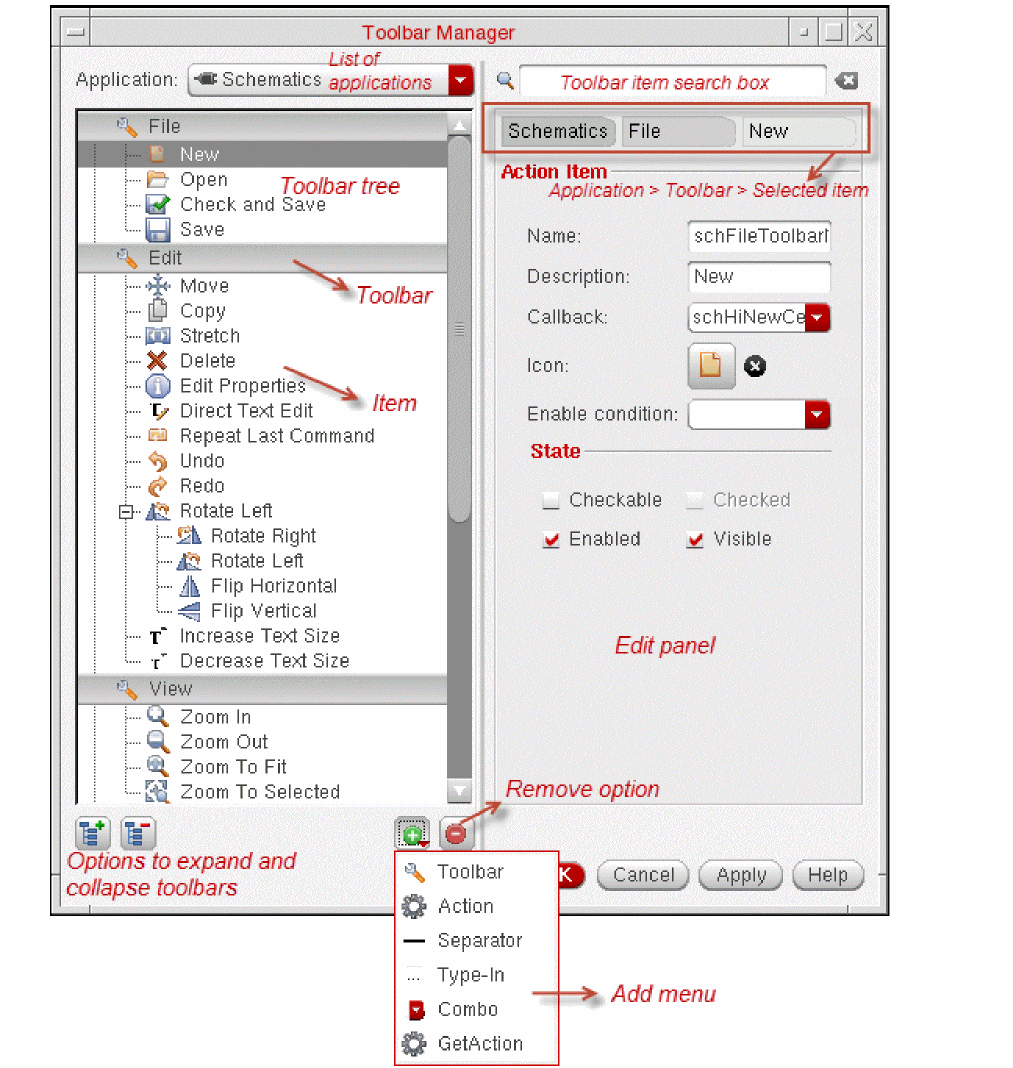 Toolbar Manager
Application:
Schematics
List of
applications
Toolbar item search box
File
New
Open
Check and Save
Save
Toolbar tree
Edit
Toolbar
Move
Copy
Stretch
Delete
Edit Properties
Item
Direct Text Edit
Repeat Last Command
Undo
Redo
Rotate Left
Rotate Right
Rotate Left
Flip Horizontal
Flip Vertical
Increase Text Size
Decrease Text Size
View
Zoom In
Zoom Out
Zoom To Fit
Zoom To Selected
Schematics File New
Action Item
Application > Toolbar > Selected item
Name:
Description: New
Callback: schHiNewCe
Icon:
Enable condition:
State
Checkable Checked
Enabled Visible
Edit panel
Remove option
Options to expand and
collapse toolbars
K Cancel Apply Help
Toolbar
Action
Separator
Type-In
Combo
GetAction
Add menu